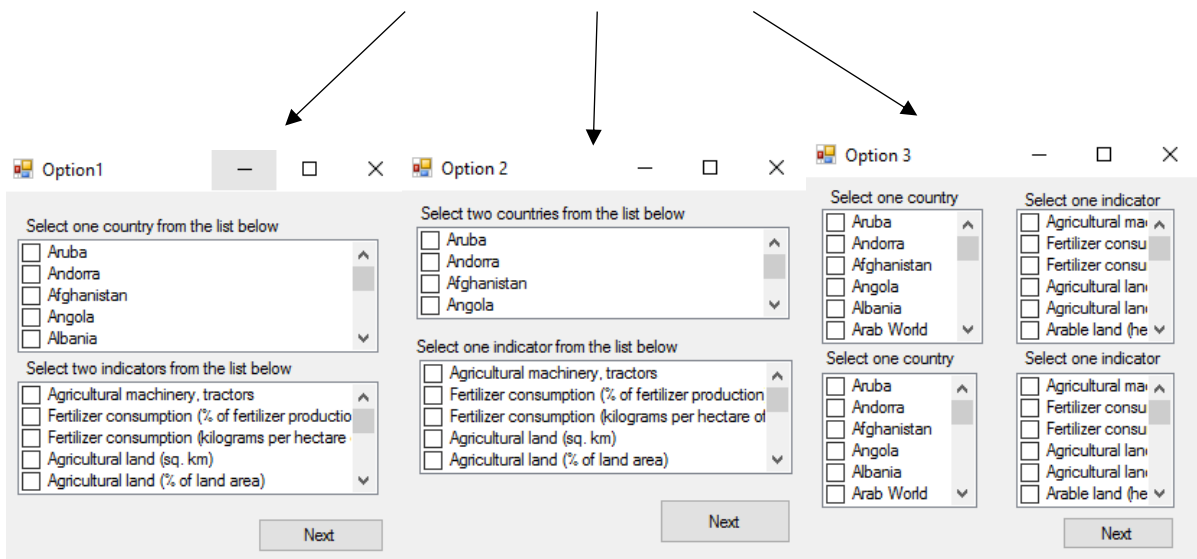 Option1
Select one country from the list below
Aruba
Andorra
Afghanistan
Angola
Albania
Select two indicators from the list below
Agricultural machinery, tractors
Fertilizer consumption (% of fertilizer productio
Fertilizer consumption (kilograms per hectare
Agricultural land (sq. km)
Agricultural land (% of land area)
Next
Option 2
Select two countries from the list below
Aruba
Andorra
Afghanistan
Angola
Select one indicator from the list below
Agricultural machinery, tractors
Fertilizer consumption (% of fertilizer production
Fertilizer consumption (kilograms per hectare of
Agricultural land (sq. km)
Agricultural land (% of land area)
Next
Option 3
Select one country
Aruba
Andorra
Afghanistan
Angola
Albania
Arab World
Select one indicator
Agricultural mac
Fertilizer consu
Fertilizer consu
Agricultural lan
Agricultural lan
Arable land (he
Select one country
Aruba
Andorra
Afghanistan
Angola
Albania
Arab World
Select one indicator
Agricultural mac
Fertilizer consu
Fertilizer consu
Agricultural lan
Agricultural lan
Arable land (he
Next